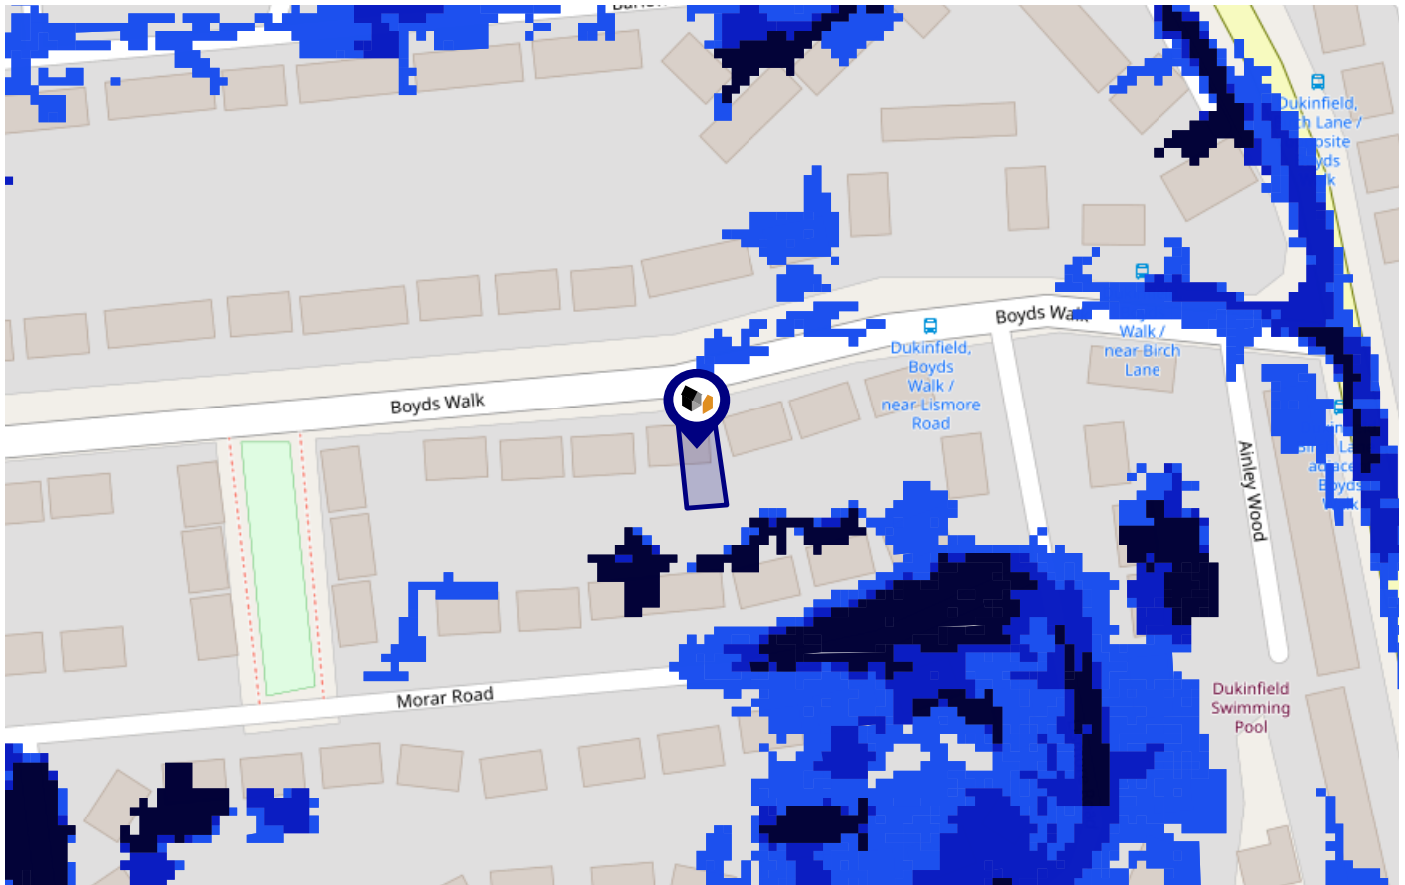 Dukinfield,
Boyds Walk
Walk /
near Birch
Lane
Dukinfield,
Boyds
Walk /
near Lismore
Road
Boyds Walk
Ainley Wood
Boyds
Dukinfield
Swimming
Pool
Morar Road